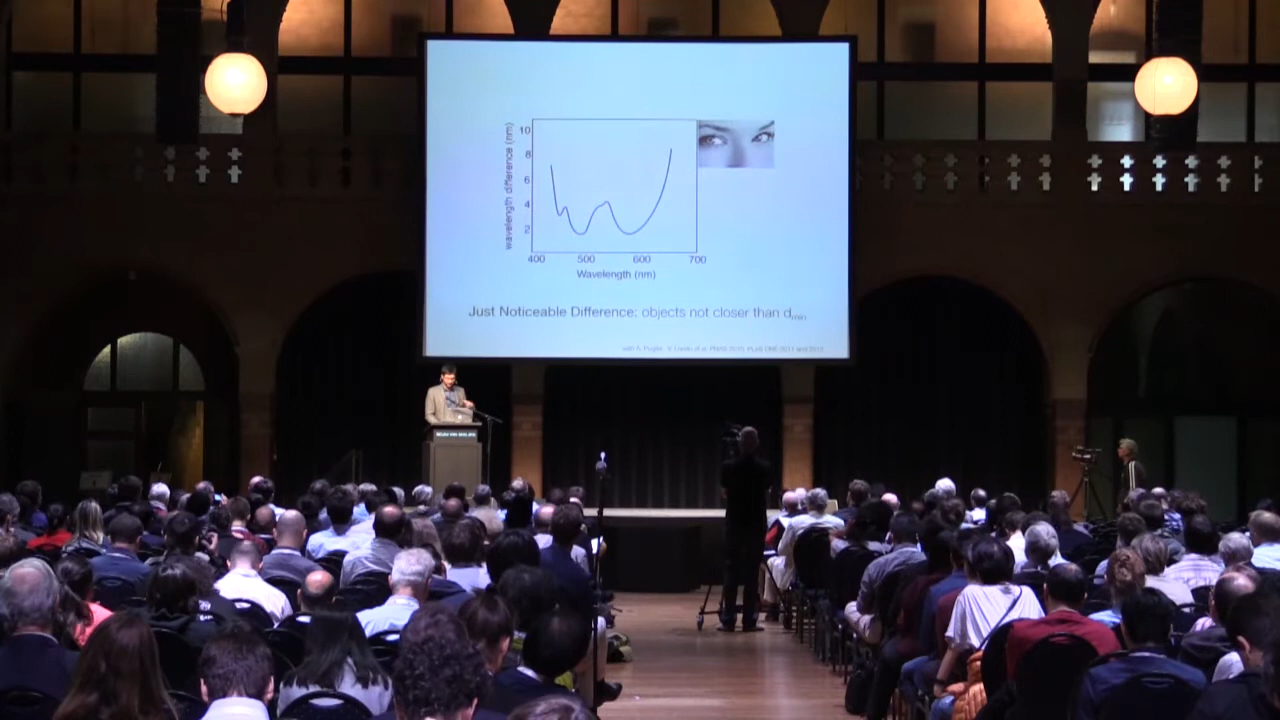 wavelength difference (nm)
10
8
6
4
2
400 500 600 700
Wavelength (nm)
Just Noticeable Difference: objects not closer than dmin